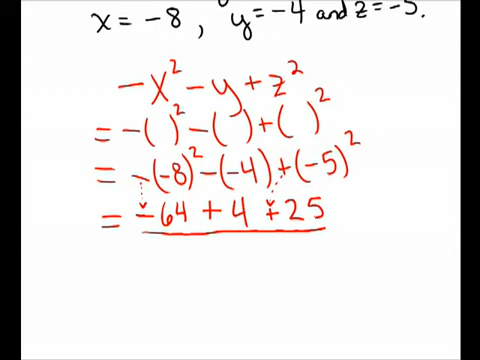 x = -8 , y = -4 and z = -5.
-x² - y + z²
= -( )² - ( ) + ( )²
= -(-8)² - (-4) + (-5)²
= -64 + 4 + 25